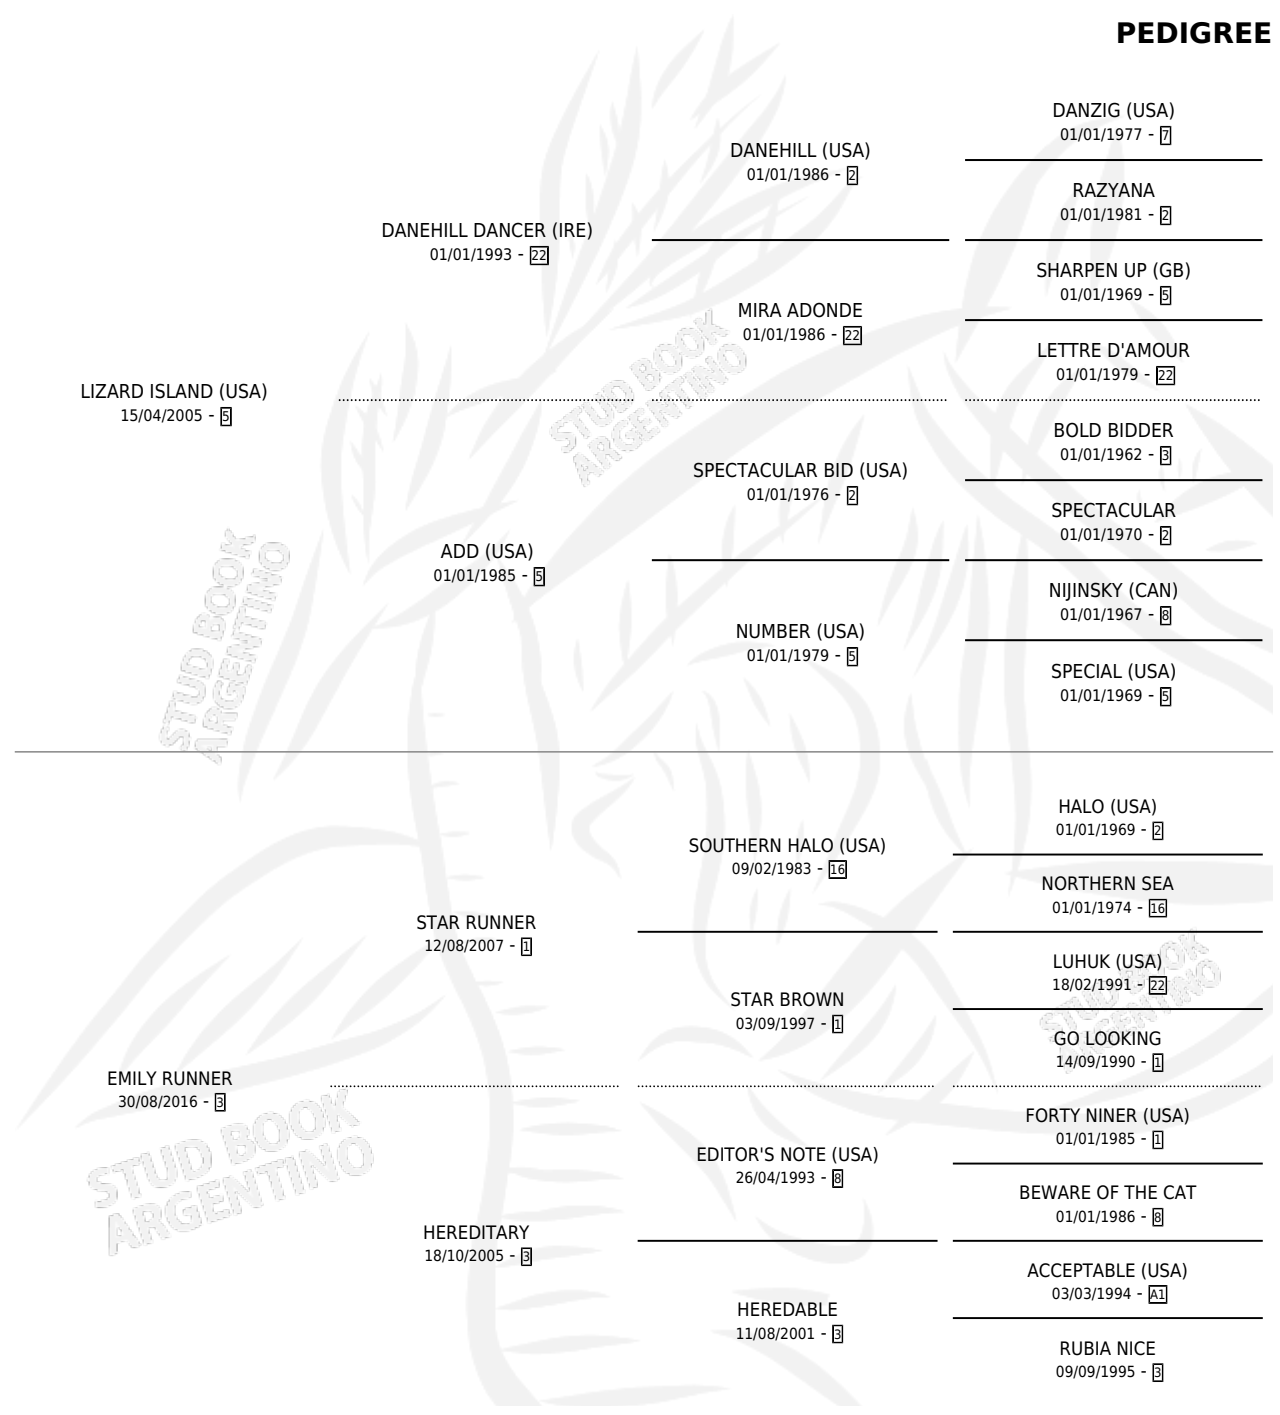 PEDIGREE
DANZIG (USA)
01/01/1977 - 7
DANEHILL (USA)
01/01/1986 - 2
RAZYANA
01/01/1981 - 2
DANEHILL DANCER (IRE)
01/01/1993 - 22
SHARPEN UP (GB)
01/01/1969 - 5
MIRA ADONDE
01/01/1986 - 22
LETTRE D'AMOUR
01/01/1979 - 22
LIZARD ISLAND (USA)
15/04/2005 - 5
BOLD BIDDER
01/01/1962 - 3
SPECTACULAR BID (USA)
01/01/1976 - 2
SPECTACULAR
01/01/1970 - 2
ADD (USA)
01/01/1985 - 5
NIJINSKY (CAN)
01/01/1967 - 8
NUMBER (USA)
01/01/1979 - 5
SPECIAL (USA)
01/01/1969 - 5
HALO (USA)
01/01/1969 - 2
SOUTHERN HALO (USA)
09/02/1983 - 16
NORTHERN SEA
01/01/1974 - 16
STAR RUNNER
12/08/2007 - 1
LUHUK (USA)
18/02/1991 - 22
STAR BROWN
03/09/1997 - 1
GO LOOKING
14/09/1990 - 1
EMILY RUNNER
30/08/2016 - 3
FORTY NINER (USA)
01/01/1985 - 1
EDITOR'S NOTE (USA)
26/04/1993 - 8
BEWARE OF THE CAT
01/01/1986 - 8
HEREDITARY
18/10/2005 - 3
ACCEPTABLE (USA)
03/03/1994 - A1
HEREDABLE
11/08/2001 - 3
RUBIA NICE
09/09/1995 - 3
STUD BOOK
ARGENTINO
STUD BOOK
ARGENTINO
STUD BOOK
ARGENTINO
STUD BOOK
ARGENTINO